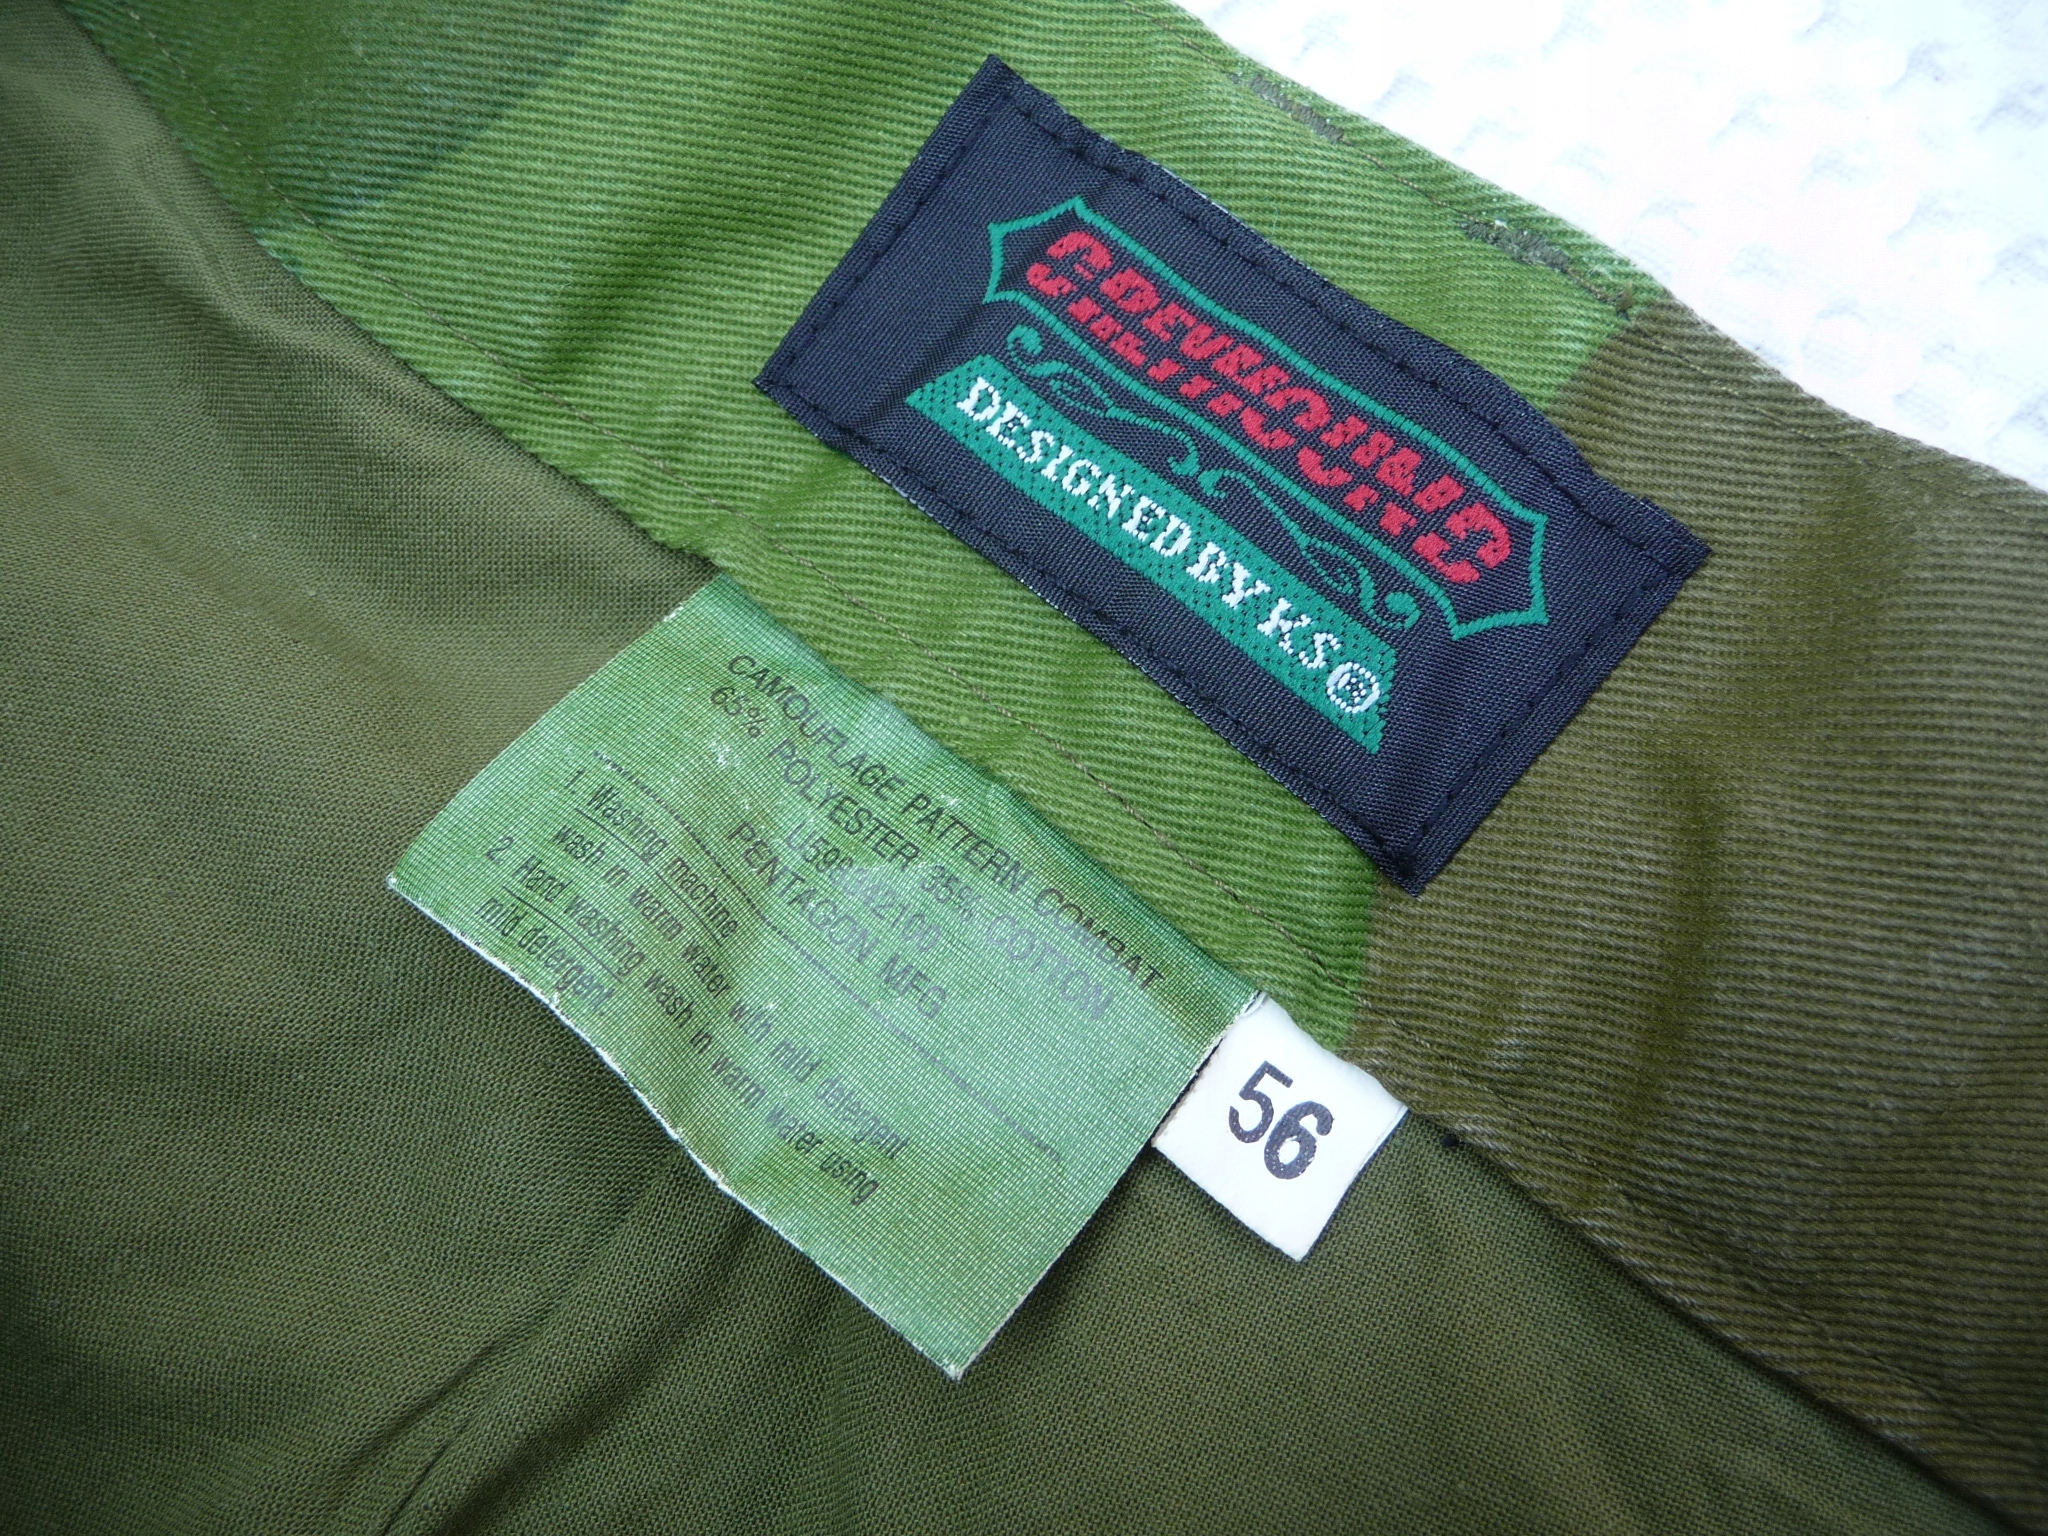 DESIGNED BY KS®
CAMOUFLAGE PATTERN COMBAT
65% POLYESTER 35% COTTON
PENTAGON MFG
1. Washing machine
wash in warm water with mild detergent
2. Hand washing wash in warm water using
mild detergent
56